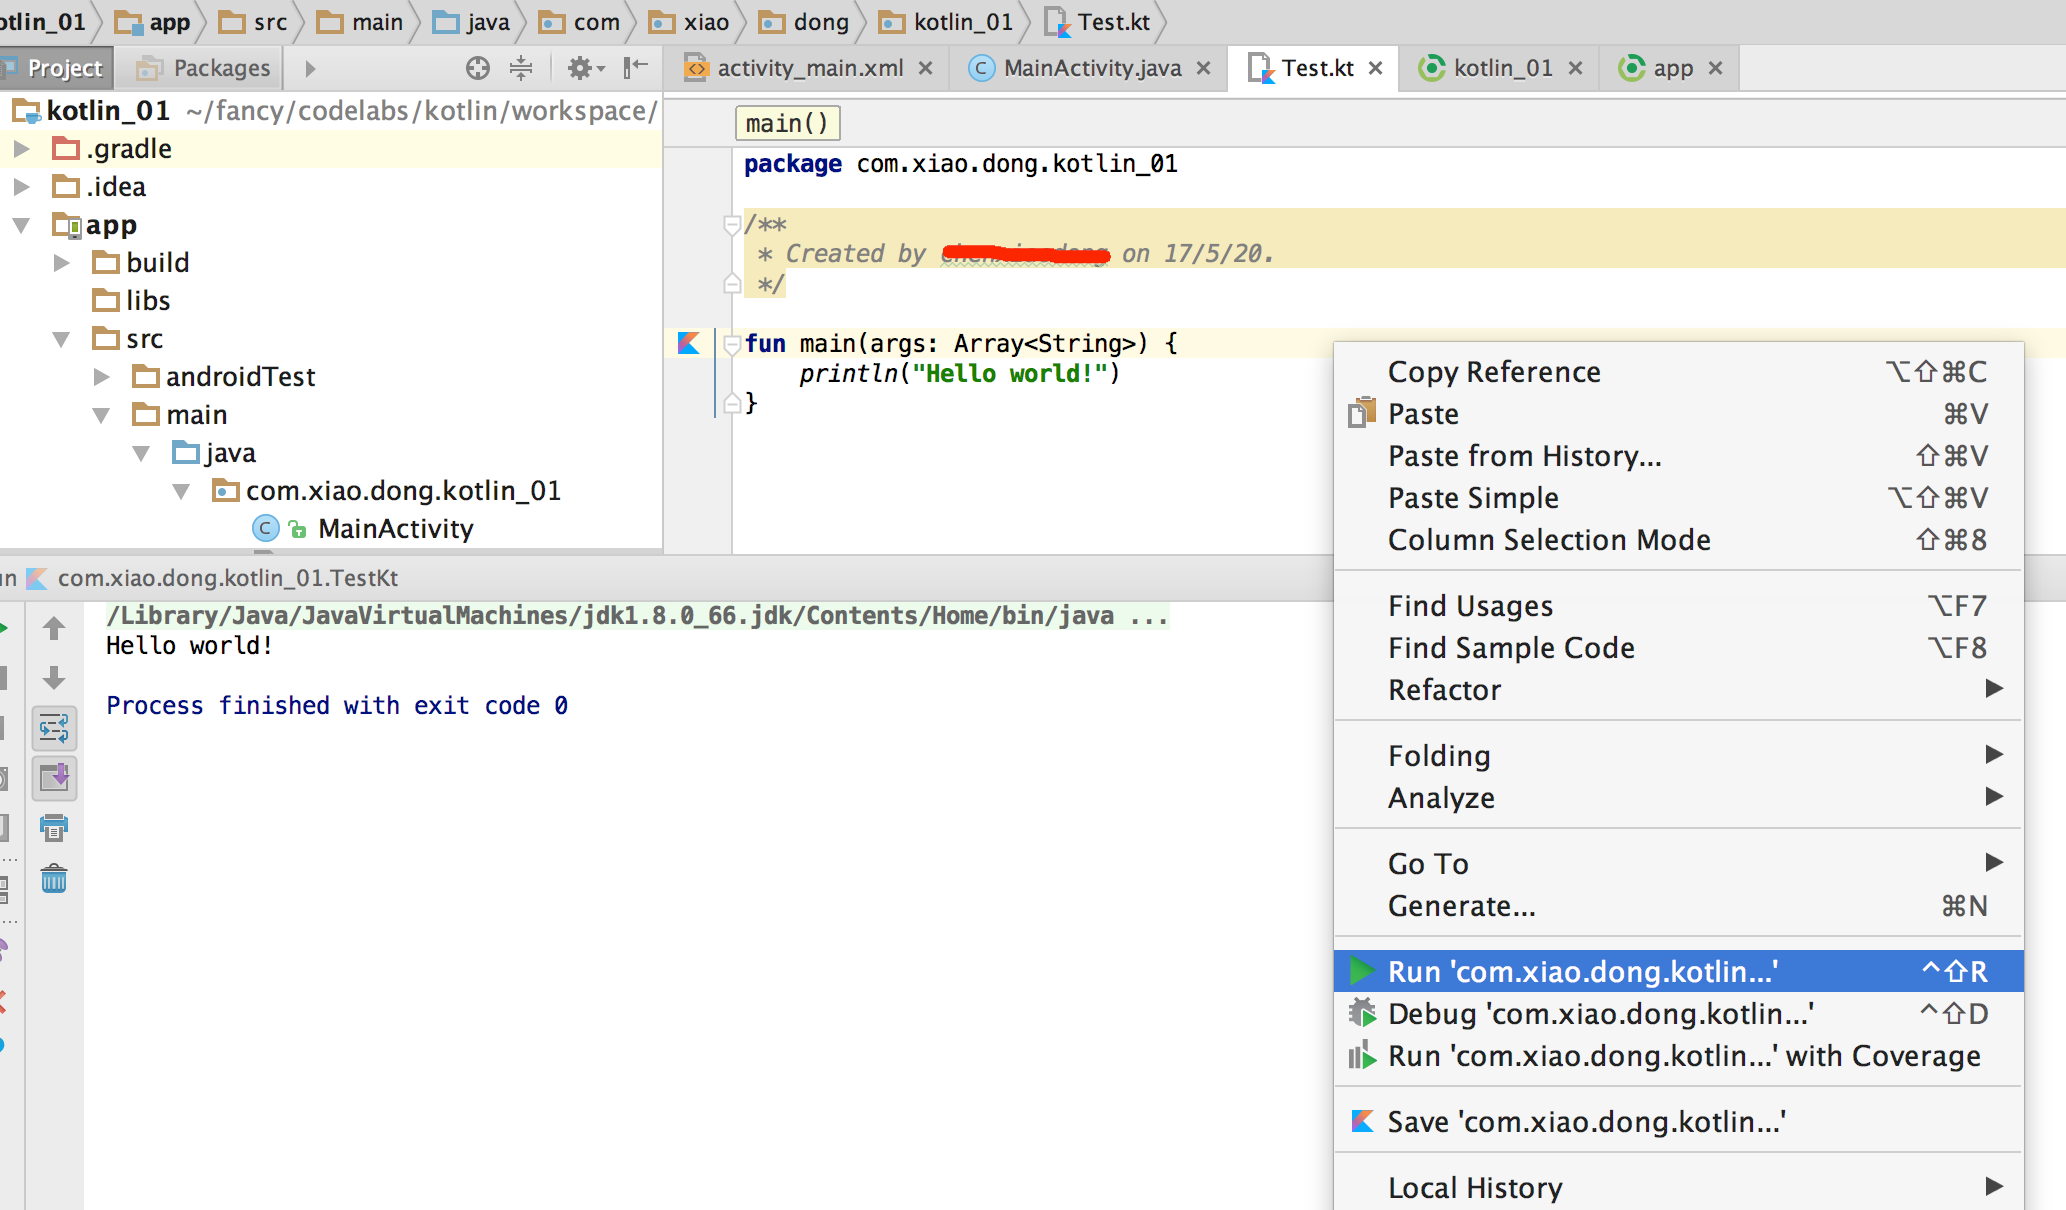 otlin_01 app src main java com xiao dong kotlin_01 Test.kt
Project Packages
activity_main.xml MainActivity.java Test.kt kotlin_01 app
kotlin_01 ~/fancy/codelabs/kotlin/workspace/
.gradle
.idea
app
build
libs
src
androidTest
main
java
com.xiao.dong.kotlin_01
C MainActivity
main()
package com.xiao.dong.kotlin_01
/**
* Created by on 17/5/20.
*/
fun main(args: Array<String>) {
println("Hello world!")
}
un com.xiao.dong.kotlin_01.TestKt
/Library/Java/JavaVirtualMachines/jdk1.8.0_66.jdk/Contents/Home/bin/java ...
Hello world!
Process finished with exit code 0
Copy Reference ⌥⇧⌘C
Paste ⌘V
Paste from History... ⇧⌘V
Paste Simple ⌥⇧⌘V
Column Selection Mode ⇧⌘8
Find Usages ⌥F7
Find Sample Code ⌥F8
Refactor
Folding
Analyze
Go To
Generate... ⌘N
Run 'com.xiao.dong.kotlin...' ^⇧R
Debug 'com.xiao.dong.kotlin...' ^⇧D
Run 'com.xiao.dong.kotlin...' with Coverage
Save 'com.xiao.dong.kotlin...'
Local History